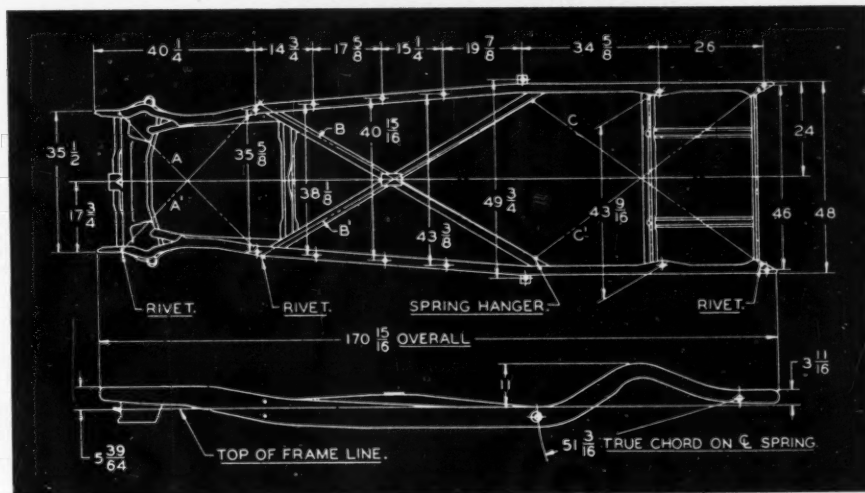 40 1/4 14 3/4 17 5/8 15 1/4 19 7/8 34 5/8 26
35 1/2
17 3/4
A
A'
35 5/8
38 1/8
B
B'
40 15/16
43 3/8
49 3/4
C
C'
43 9/16
24
46
48
RIVET. RIVET. SPRING HANGER. RIVET.
170 15/16 OVERALL
11
3 11/16
5 39/64
TOP OF FRAME LINE.
51 3/16 TRUE CHORD ON ℄ SPRING.